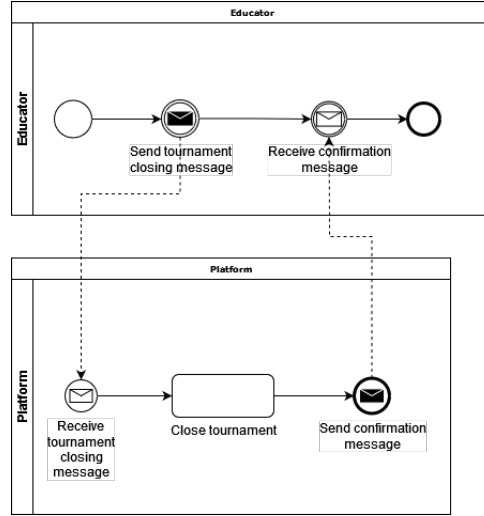 Educator
Educator
Send tournament
closing message
Receive confirmation
message
Platform
Platform
Receive
tournament
closing
message
Close tournament
Send confirmation
message